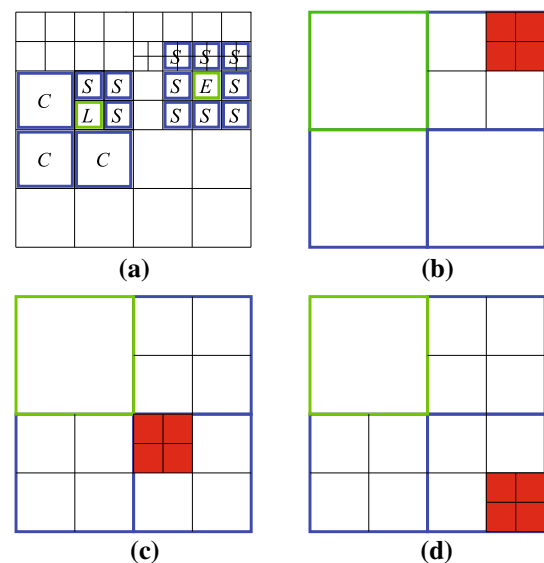 S S S
C S S S E S
L S S S S
C C
(a) (b)
(c) (d)